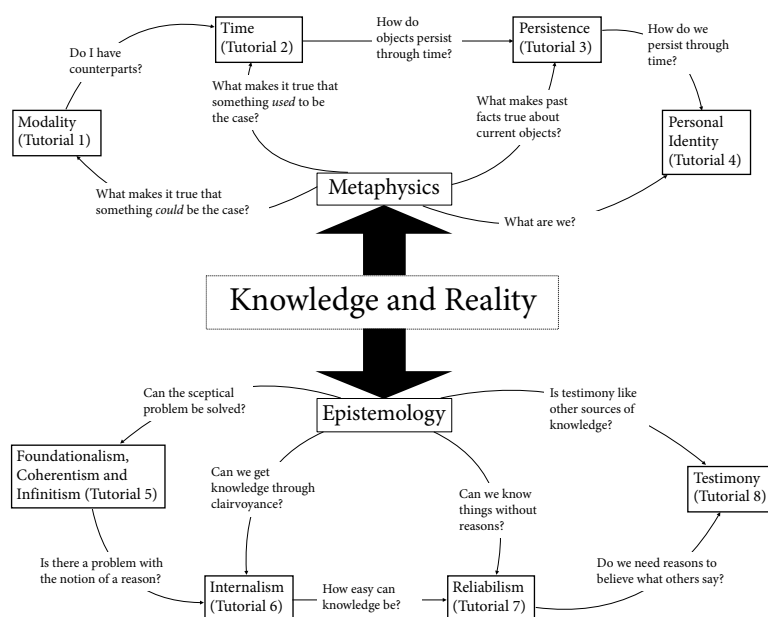 Time
(Tutorial 2)
How do
objects persist
through time?
Persistence
(Tutorial 3)
How do we
persist through
time?
Do I have
counterparts?
What makes it true that
something used to be
the case?
What makes past
facts true about
current objects?
Modality
(Tutorial 1)
Personal
Identity
(Tutorial 4)
What makes it true that
something could be the case?
Metaphysics
What are we?
Knowledge and Reality
Can the sceptical
problem be solved?
Epistemology
Is testimony like
other sources of
knowledge?
Foundationalism,
Coherentism and
Infinitism (Tutorial 5)
Can we get
knowledge through
clairvoyance?
Can we know
things without
reasons?
Testimony
(Tutorial 8)
Is there a problem with
the notion of a reason?
Internalism
(Tutorial 6)
How easy can
knowledge be?
Reliabilism
(Tutorial 7)
Do we need reasons to
believe what others say?